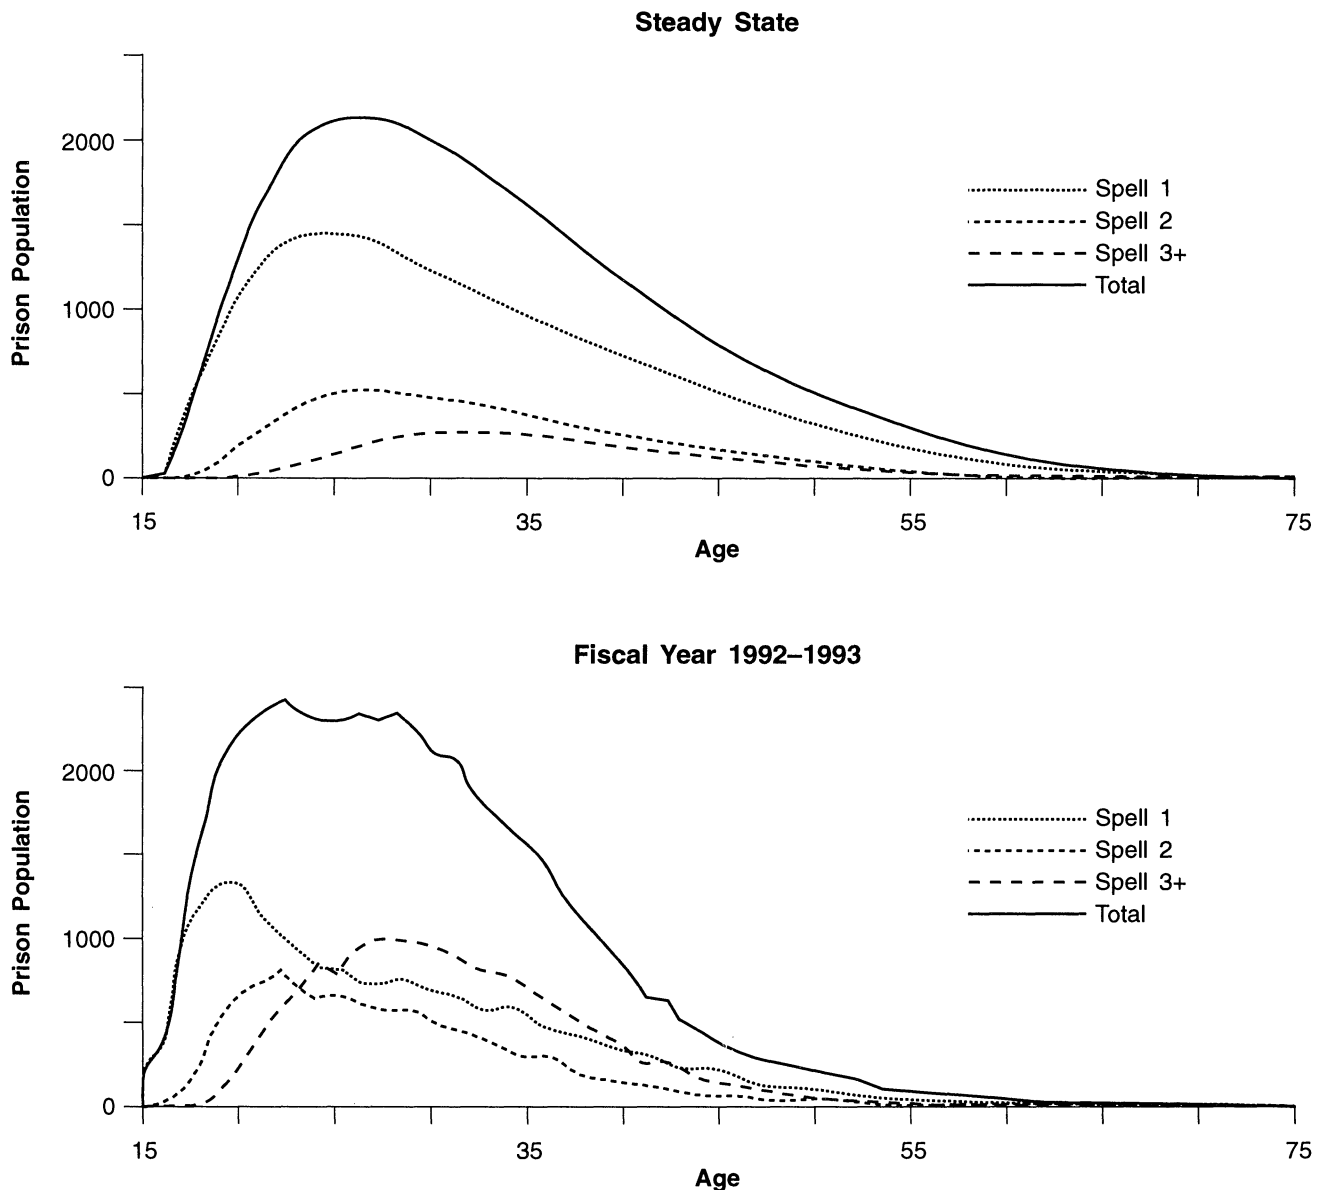 Steady State
Prison Population
2000
1000
0
Spell 1
Spell 2
Spell 3+
Total
15 35 55 75
Age
Fiscal Year 1992–1993
Prison Population
2000
1000
0
Spell 1
Spell 2
Spell 3+
Total
15 35 55 75
Age